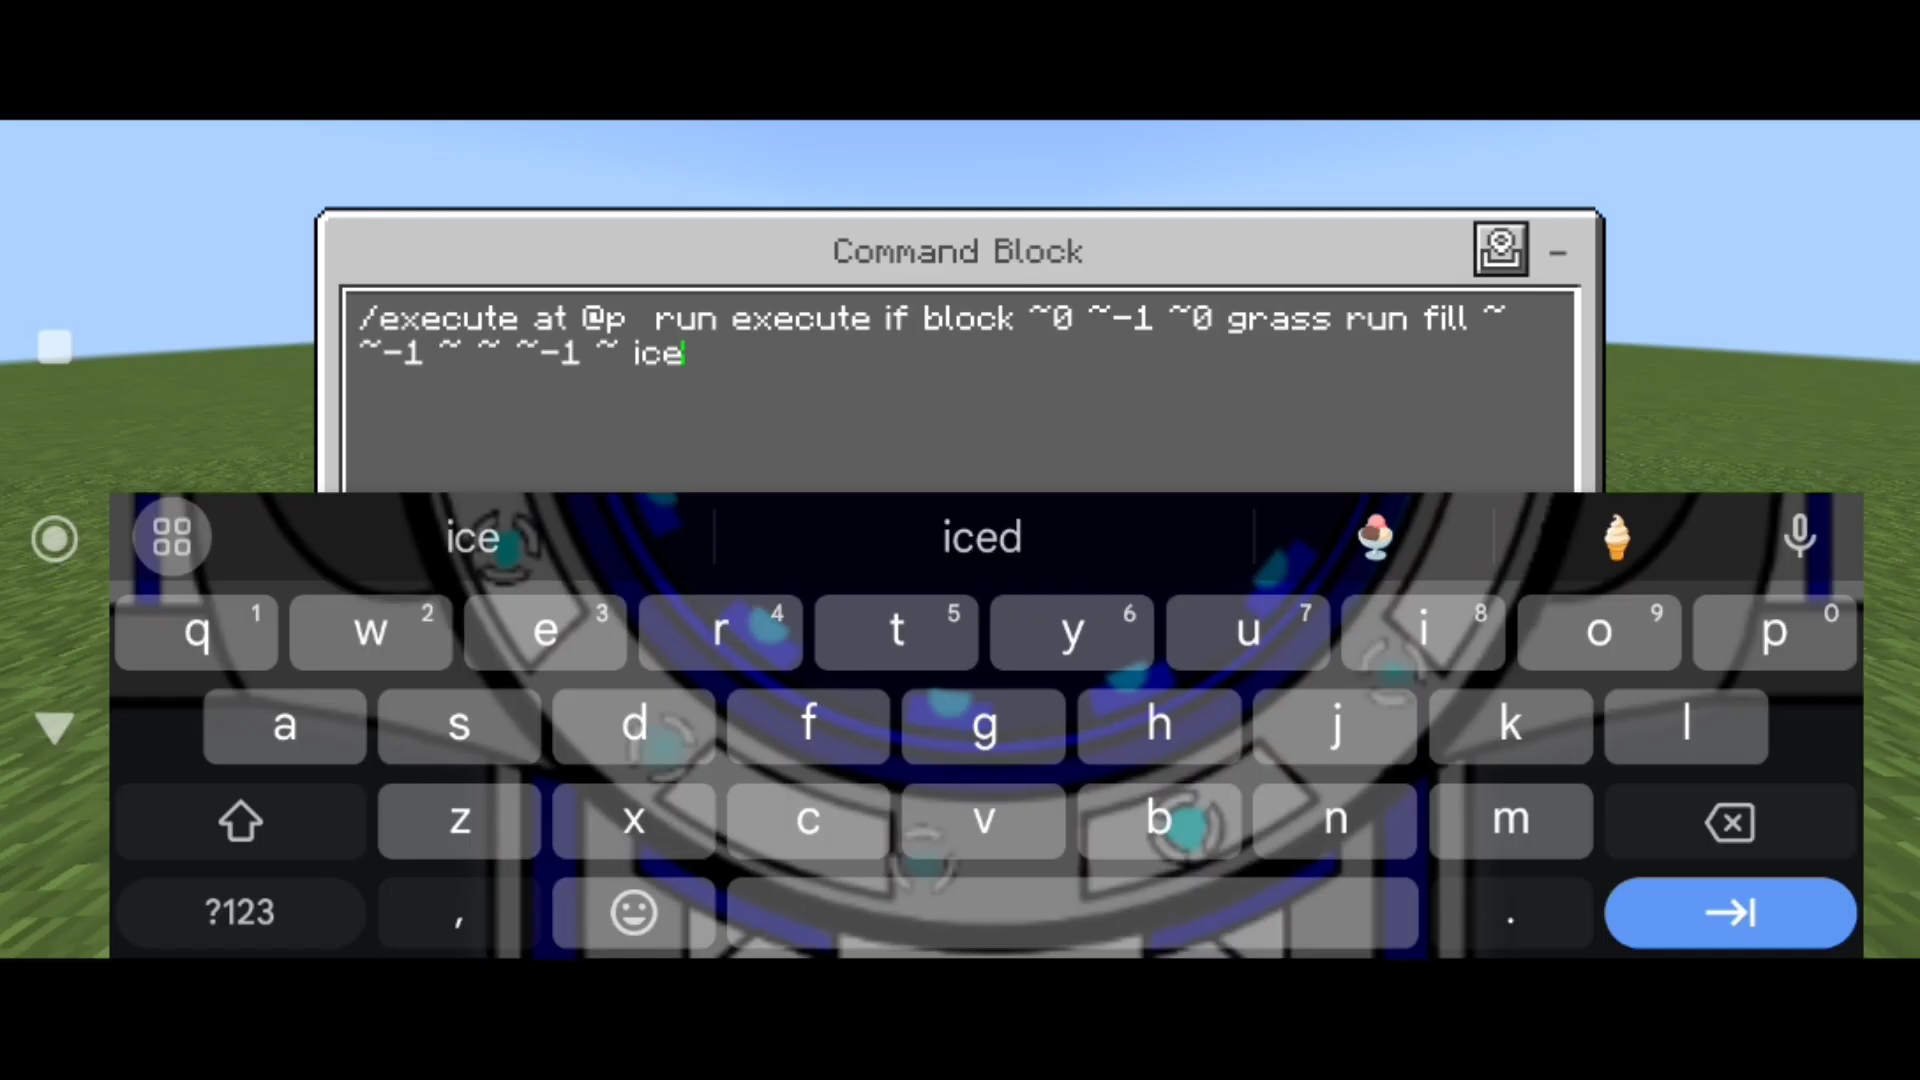 Command Block
/execute at @p  run execute if block ~0 ~-1 ~0 grass run fill ~
~-1 ~ ~ ~-1 ~ ice
ice iced
q 1 w 2 e 3 r 4 t 5 y 6 u 7 i 8 o 9 p 0
a s d f g h j k l
z x c v b n m
?123 , .